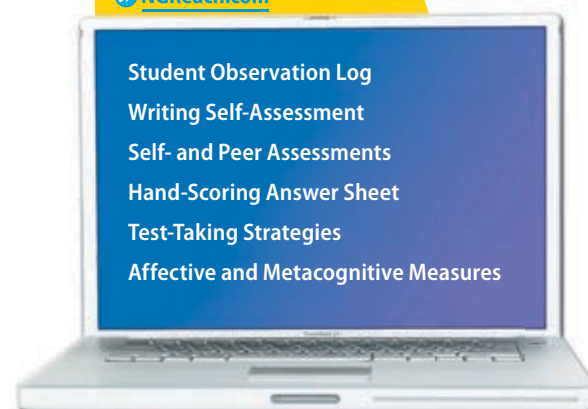 NGReach.com
Student Observation Log
Writing Self-Assessment
Self- and Peer Assessments
Hand-Scoring Answer Sheet
Test-Taking Strategies
Affective and Metacognitive Measures